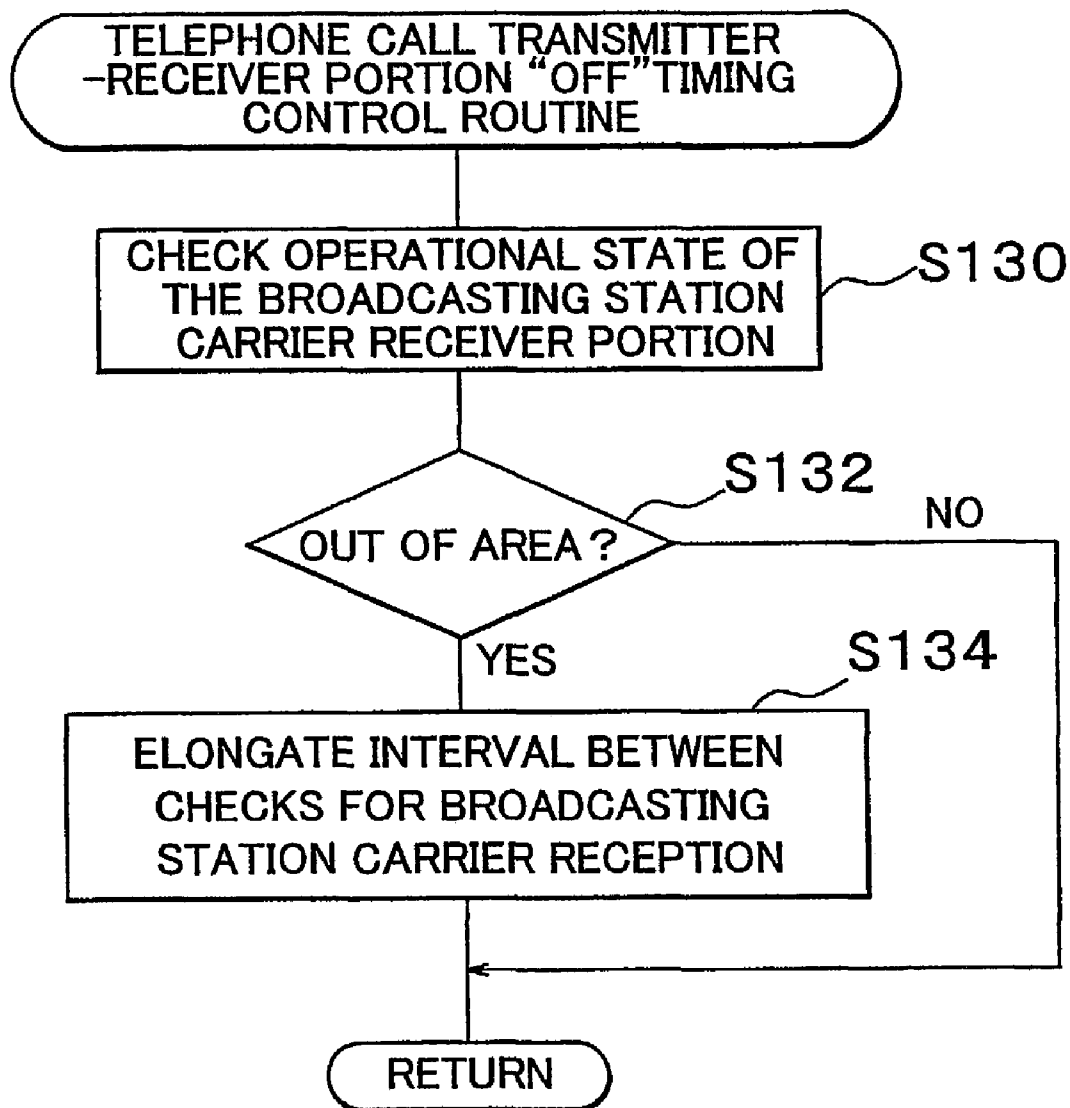 TELEPHONE CALL TRANSMITTER
-RECEIVER PORTION “OFF” TIMING
CONTROL ROUTINE
CHECK OPERATIONAL STATE OF
THE BROADCASTING STATION
CARRIER RECEIVER PORTION
S130
S132
OUT OF AREA?
NO
YES
S134
ELONGATE INTERVAL BETWEEN
CHECKS FOR BROADCASTING
STATION CARRIER RECEPTION
RETURN